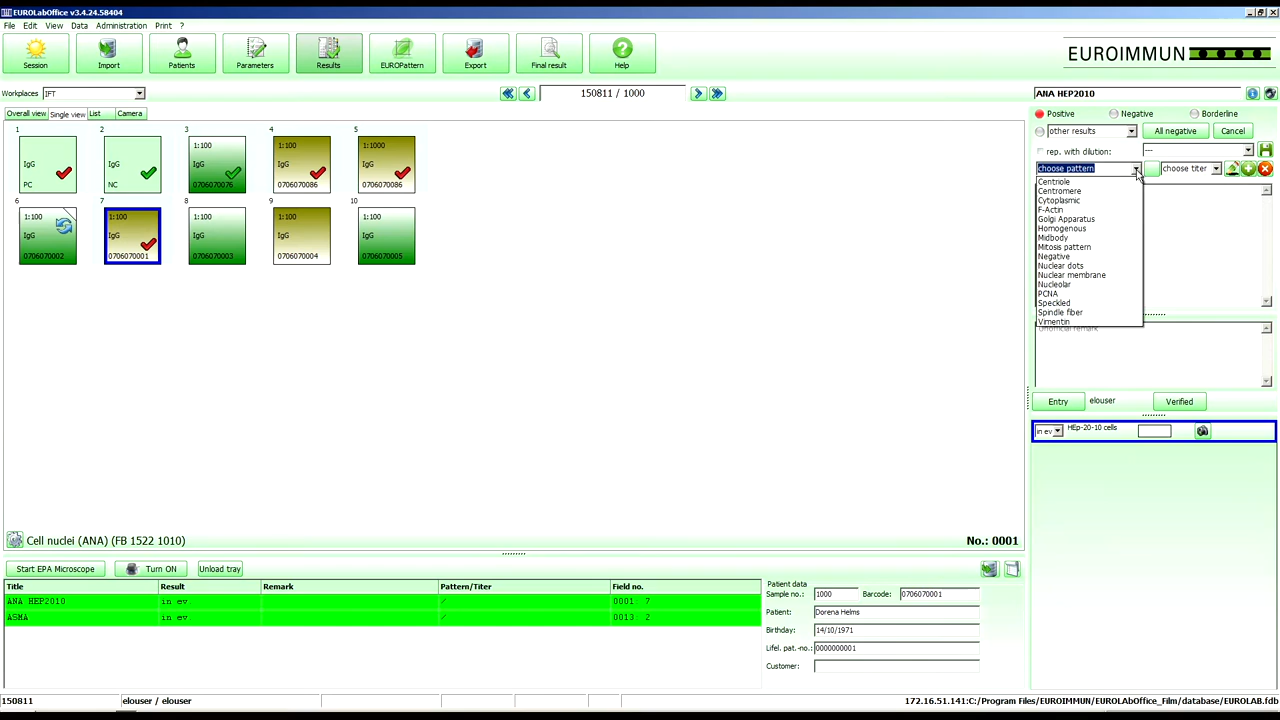 EUROLabOffice v3.4.24.58404
File Edit View Data Administration Print ?
Session Import Patients Parameters Results EUROPattern Export Final result Help
EUROIMMUN
Workplaces IFT 150811 / 1000 ANA HEP2010
Overall view Single view List Camera
Positive Negative Borderline
other results All negative Cancel
rep. with dilution: ---
choose pattern choose titer
Centriole
Centromere
Cytoplasmic
F-Actin
Golgi Apparatus
Homogenous
Midbody
Mitosis pattern
Negative
Nuclear dots
Nuclear membrane
Nucleolar
PCNA
Speckled
Spindle fiber
Vimentin
unofficial remark
1 2 3 4 5
1:100 1:100 1:100
IgG IgG IgG IgG IgG
PC NC 0706070076 0706070086 0706070086
6 7 8 9 10
1:100 1:100 1:100 1:100 1:100
IgG IgG IgG IgG IgG
0706070002 0706070001 0706070003 0706070004 0706070005
Entry elouser Verified
in ev HEp-20-10 cells
Cell nuclei (ANA) (FB 1522 1010) No.: 0001
Start EPA Microscope Turn ON Unload tray
Title Result Remark Pattern/Titer Field no.
ANA HEP2010 in ev / 0001: 7
ASMA in ev / 0013: 2
Patient data
Sample no.: 1000 Barcode: 0706070001
Patient: Dorena Helms
Birthday: 14/10/1971
Lifel. pat.-no.: 0000000001
Customer:
150811 elouser / elouser 172.16.51.141:C:/Program Files/EUROIMMUN/EUROLabOffice_Film/database/EUROLAB.fdb